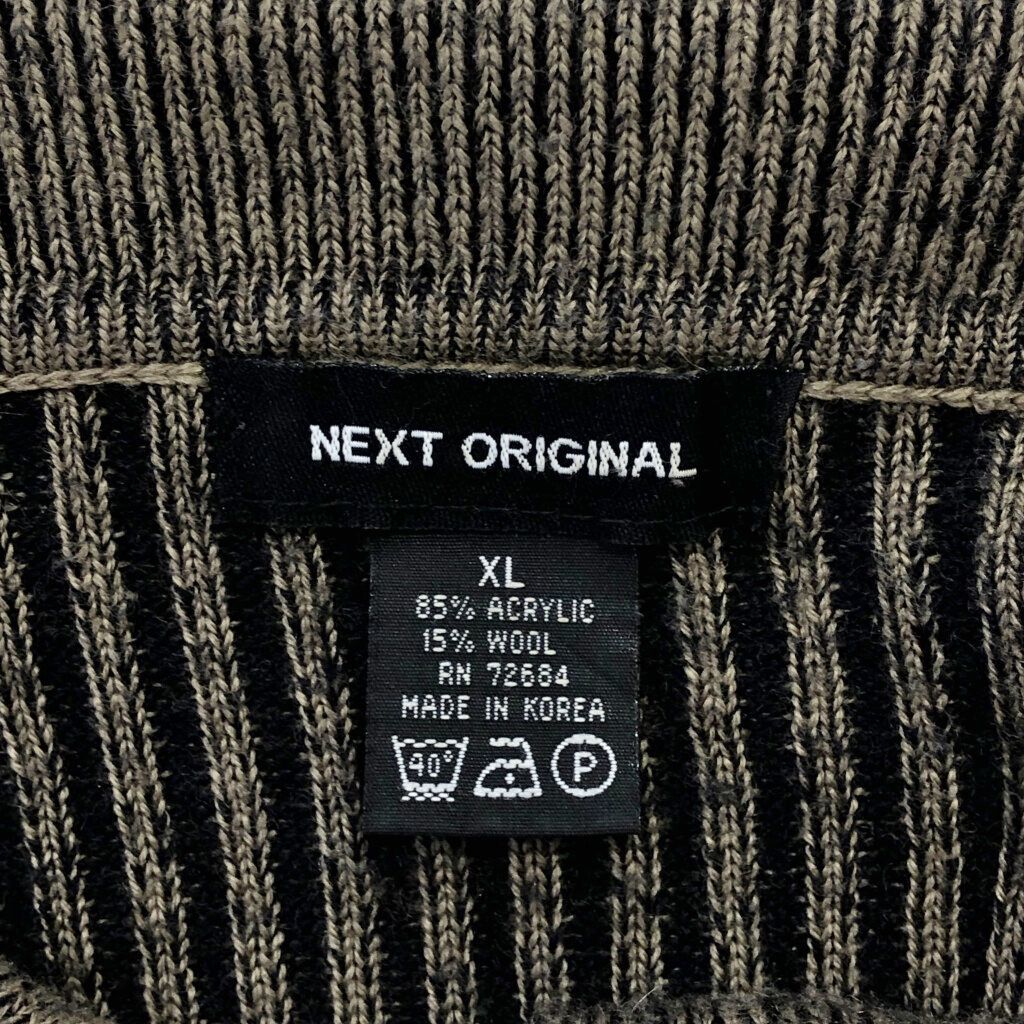 NEXT ORIGINAL
XL
85% ACRYLIC
15% WOOL
RN 72684
MADE IN KOREA
40° P